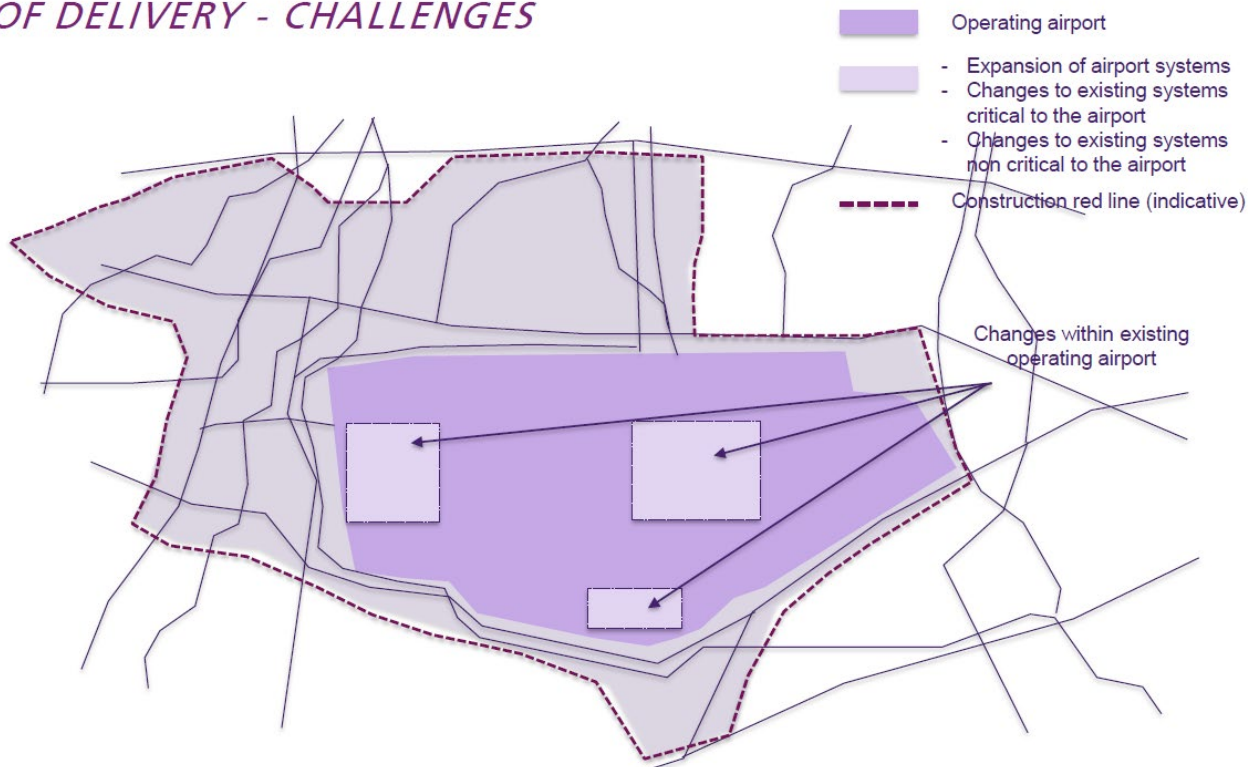 OF DELIVERY - CHALLENGES
Operating airport
- Expansion of airport systems
- Changes to existing systems
critical to the airport
- Changes to existing systems
non critical to the airport
Construction red line (indicative)
Changes within existing
operating airport